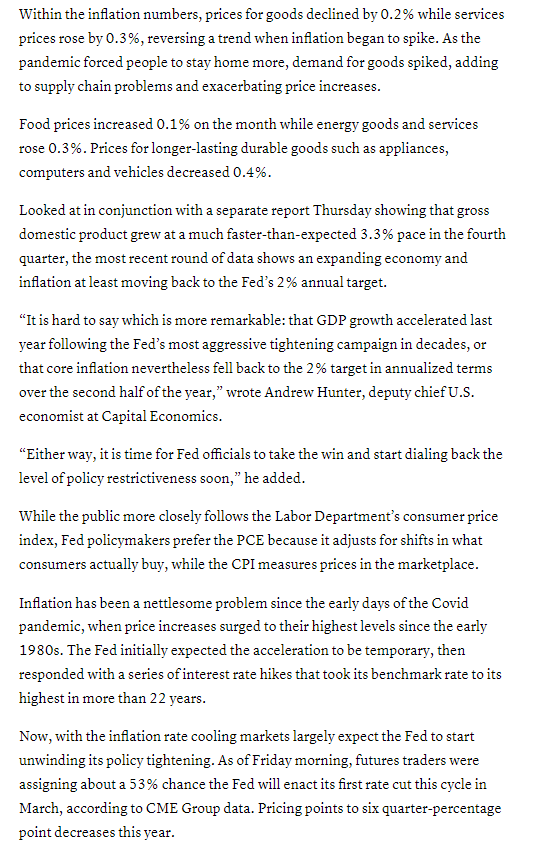 Within the inflation numbers, prices for goods declined by 0.2% while services
prices rose by 0.3%, reversing a trend when inflation began to spike. As the
pandemic forced people to stay home more, demand for goods spiked, adding
to supply chain problems and exacerbating price increases.
Food prices increased 0.1% on the month while energy goods and services
rose 0.3%. Prices for longer-lasting durable goods such as appliances,
computers and vehicles decreased 0.4%.
Looked at in conjunction with a separate report Thursday showing that gross
domestic product grew at a much faster-than-expected 3.3% pace in the fourth
quarter, the most recent round of data shows an expanding economy and
inflation at least moving back to the Fed’s 2% annual target.
“It is hard to say which is more remarkable: that GDP growth accelerated last
year following the Fed’s most aggressive tightening campaign in decades, or
that core inflation nevertheless fell back to the 2% target in annualized terms
over the second half of the year,” wrote Andrew Hunter, deputy chief U.S.
economist at Capital Economics.
“Either way, it is time for Fed officials to take the win and start dialing back the
level of policy restrictiveness soon,” he added.
While the public more closely follows the Labor Department’s consumer price
index, Fed policymakers prefer the PCE because it adjusts for shifts in what
consumers actually buy, while the CPI measures prices in the marketplace.
Inflation has been a nettlesome problem since the early days of the Covid
pandemic, when price increases surged to their highest levels since the early
1980s. The Fed initially expected the acceleration to be temporary, then
responded with a series of interest rate hikes that took its benchmark rate to its
highest in more than 22 years.
Now, with the inflation rate cooling markets largely expect the Fed to start
unwinding its policy tightening. As of Friday morning, futures traders were
assigning about a 53% chance the Fed will enact its first rate cut this cycle in
March, according to CME Group data. Pricing points to six quarter-percentage
point decreases this year.